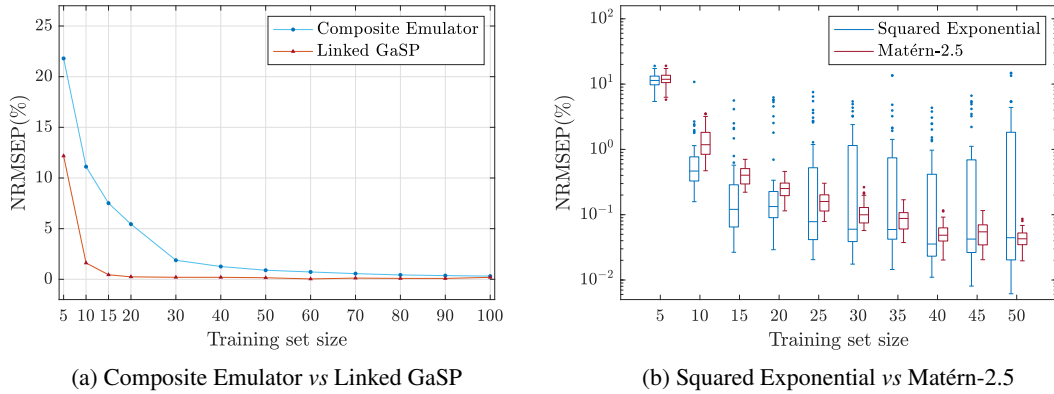 25
20
15
10
5
0
NRMSEP(%)
Composite Emulator
Linked GaSP
5 10 15 20 30 40 50 60 70 80 90 100
Training set size
(a) Composite Emulator vs Linked GaSP
10^2
10^1
10^0
10^-1
10^-2
NRMSEP(%)
Squared Exponential
Matérn-2.5
5 10 15 20 25 30 35 40 45 50
Training set size
(b) Squared Exponential vs Matérn-2.5